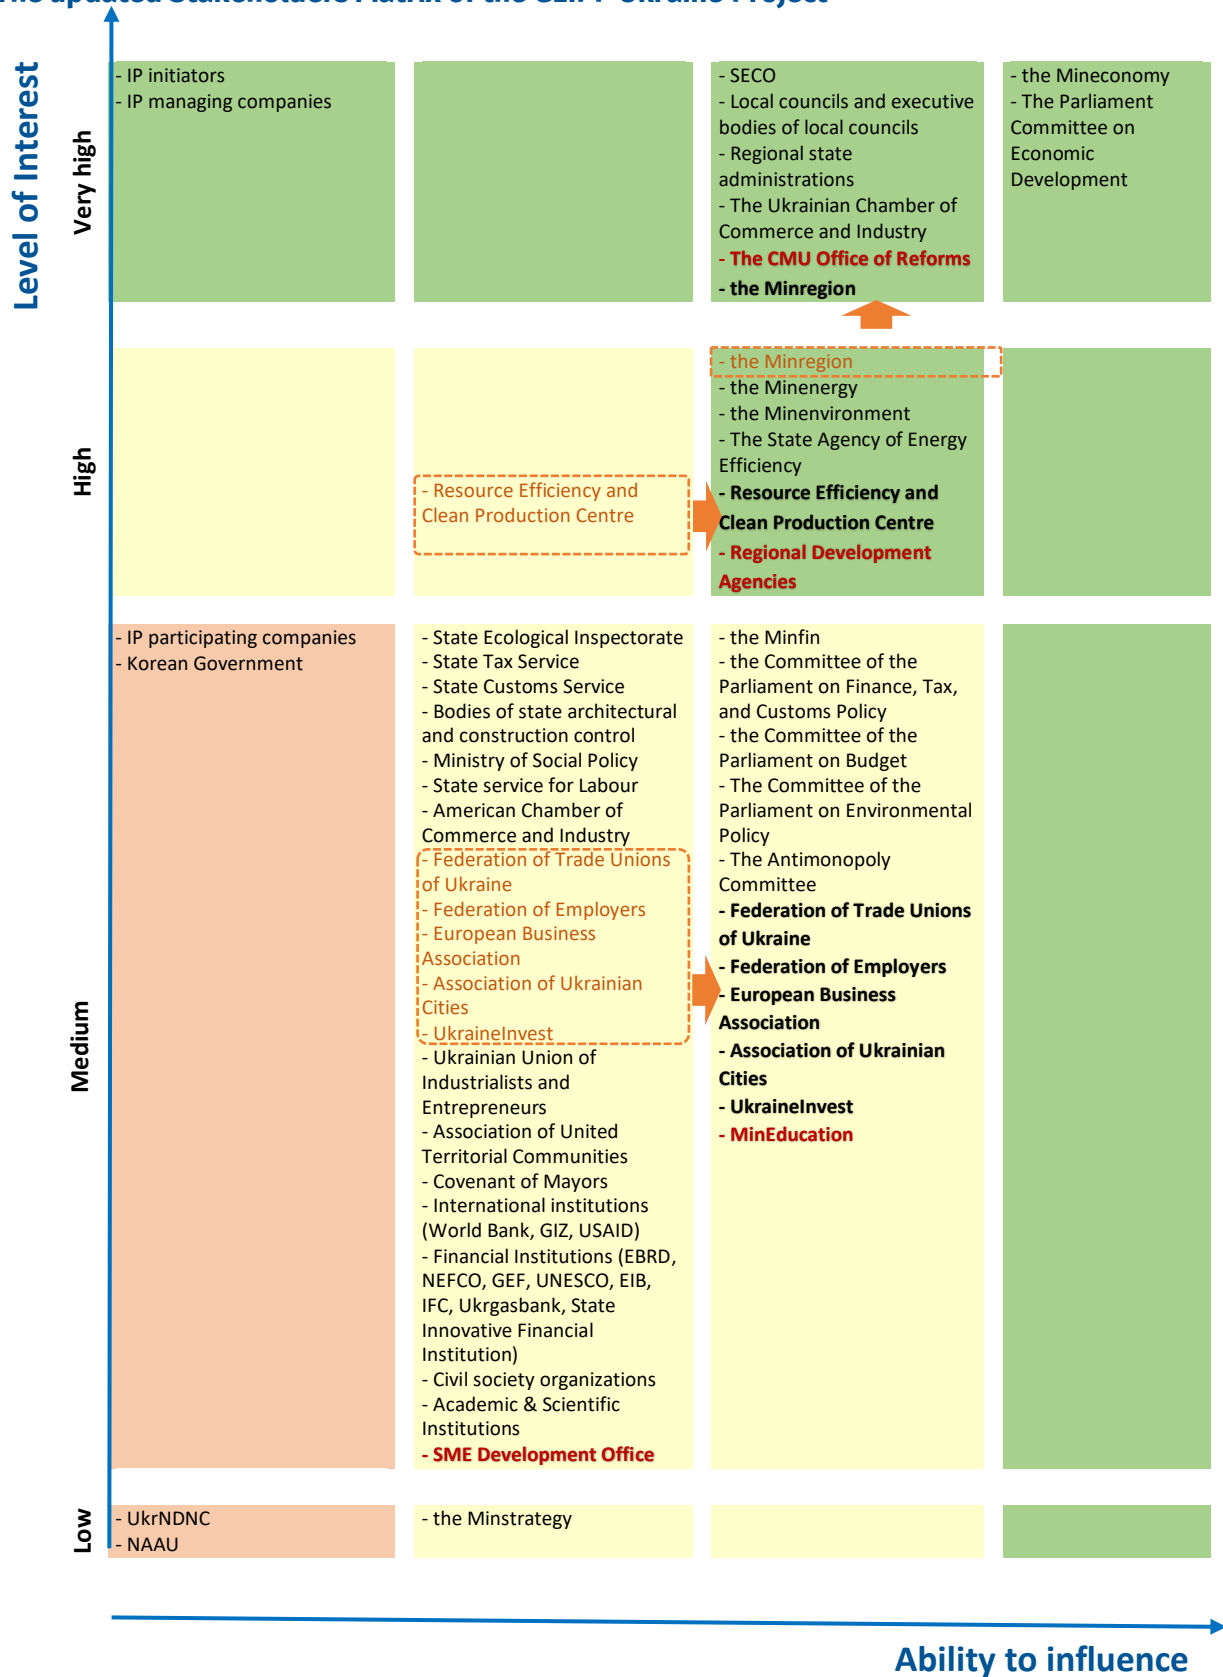 The updated Stakeholders Matrix of the GEIPP Ukraine Project
Level of Interest
Very high
- IP initiators
- IP managing companies
- SECO
- Local councils and executive
bodies of local councils
- Regional state
administrations
- The Ukrainian Chamber of
Commerce and Industry
- The CMU Office of Reforms
- the Minregion
- the Mineconomy
- The Parliament
Committee on
Economic
Development
High
- Resource Efficiency and
Clean Production Centre
- the Minregion
- the Minenergy
- the Minenvironment
- The State Agency of Energy
Efficiency
- Resource Efficiency and
Clean Production Centre
- Regional Development
Agencies
Medium
- IP participating companies
- Korean Government
- State Ecological Inspectorate
- State Tax Service
- State Customs Service
- Bodies of state architectural
and construction control
- Ministry of Social Policy
- State service for Labour
- American Chamber of
Commerce and Industry
- Federation of Trade Unions
of Ukraine
- Federation of Employers
- European Business
Association
- Association of Ukrainian
Cities
- UkraineInvest
- Ukrainian Union of
Industrialists and
Entrepreneurs
- Association of United
Territorial Communities
- Covenant of Mayors
- International institutions
(World Bank, GIZ, USAID)
- Financial Institutions (EBRD,
NEFCO, GEF, UNESCO, EIB,
IFC, Ukrgasbank, State
Innovative Financial
Institution)
- Civil society organizations
- Academic & Scientific
Institutions
- SME Development Office
- the Minfin
- the Committee of the
Parliament on Finance, Tax,
and Customs Policy
- the Committee of the
Parliament on Budget
- The Committee of the
Parliament on Environmental
Policy
- The Antimonopoly
Committee
- Federation of Trade Unions
of Ukraine
- Federation of Employers
- European Business
Association
- Association of Ukrainian
Cities
- UkraineInvest
- MinEducation
Low
- UkrNDNC
- NAAU
- the Minstrategy
Ability to influence